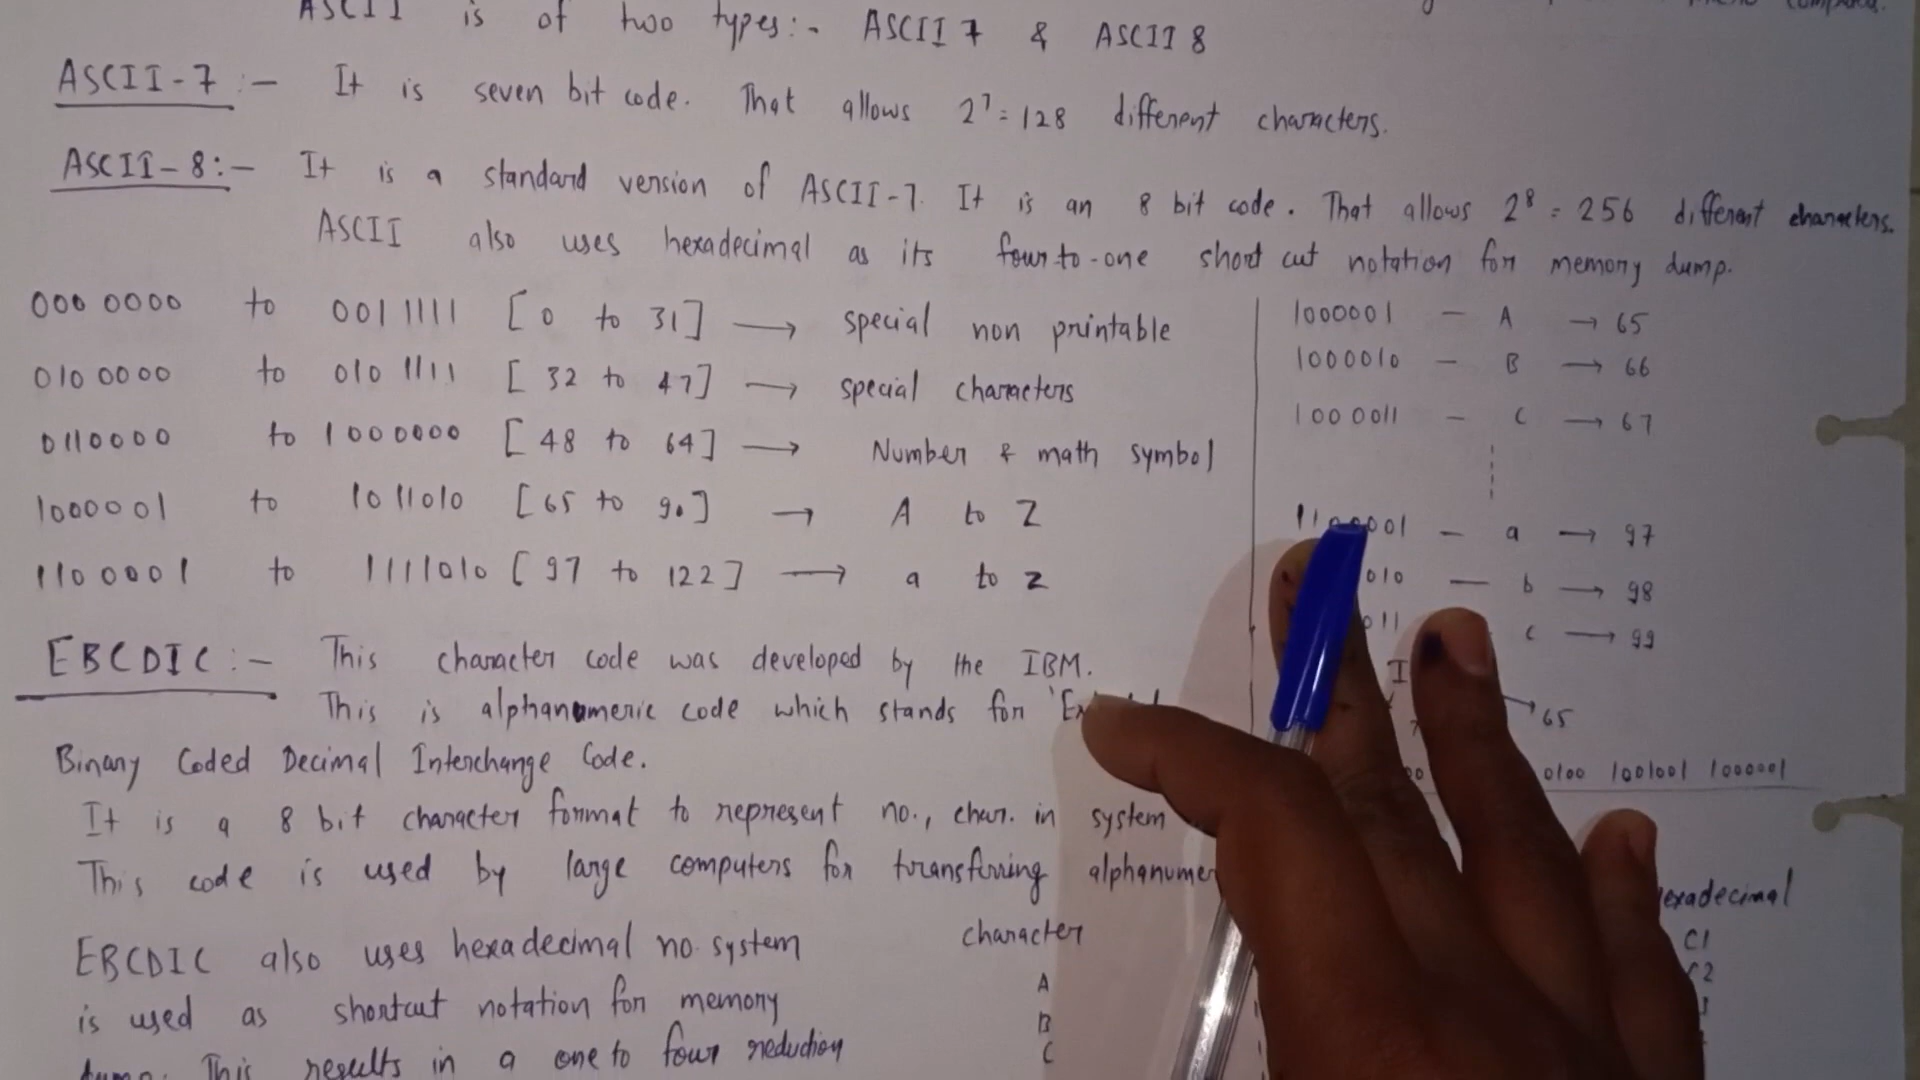 ASCII is of two types:- ASCII 7 & ASCII 8
ASCII-7 :- It is seven bit code. That allows 2⁷=128 different characters.
ASCII-8:- It is a standard version of ASCII-7. It is an 8 bit code. That allows 2⁸=256 different characters.
ASCII also uses hexadecimal as its four-to-one short cut notation for memory dump.
000 0000 to 001 1111 [0 to 31] → special non printable
010 0000 to 010 1111 [32 to 47] → special characters
0110000 to 1000000 [48 to 64] → Number & math symbol
1000001 to 1011010 [65 to 90] → A to Z
1100001 to 1111010 [97 to 122] → a to z
1000001 - A → 65
1000010 - B → 66
1000011 - C → 67
1100001 - a → 97
010 - b → 98
011 c → 99
I
65
0100 1001001 1000001
EBCDIC :- This character code was developed by the IBM.
This is alphanumeric code which stands for
Binary Coded Decimal Interchange Code.
It is a 8 bit character format to represent no., char. in system
This code is used by large computers for transferring
EBCDIC also uses hexadecimal no. system
is used as shortcut notation for memory
dump. This results in a one to four reduction
character
A
B
C
C1
C2